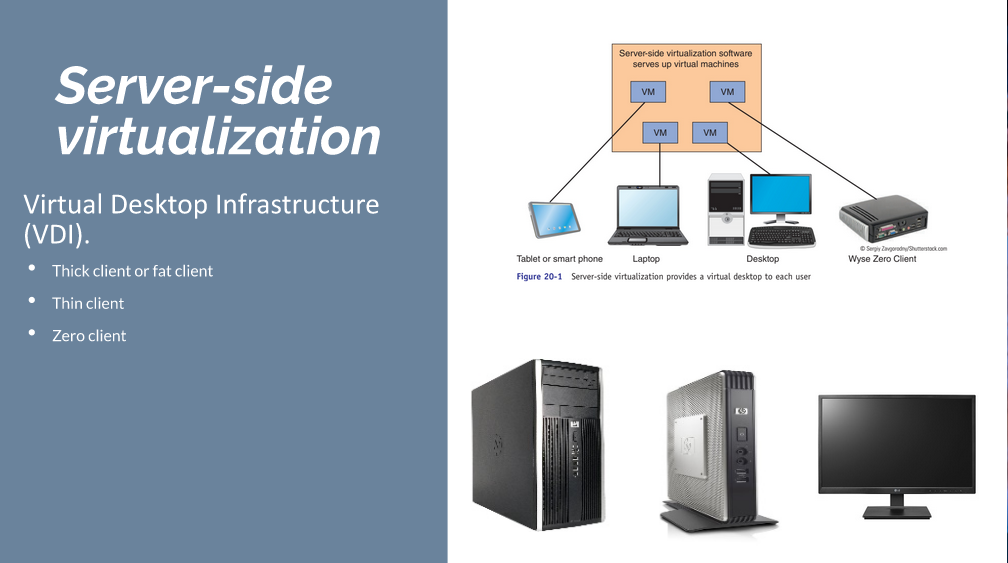 Server-side
virtualization
Virtual Desktop Infrastructure
(VDI).
• Thick client or fat client
• Thin client
• Zero client
Server-side virtualization software
serves up virtual machines
VM VM
VM VM
© Sergiy Zavgorodny/Shutterstock.com
Tablet or smart phone Laptop Desktop Wyse Zero Client
Figure 20-1 Server-side virtualization provides a virtual desktop to each user
hp